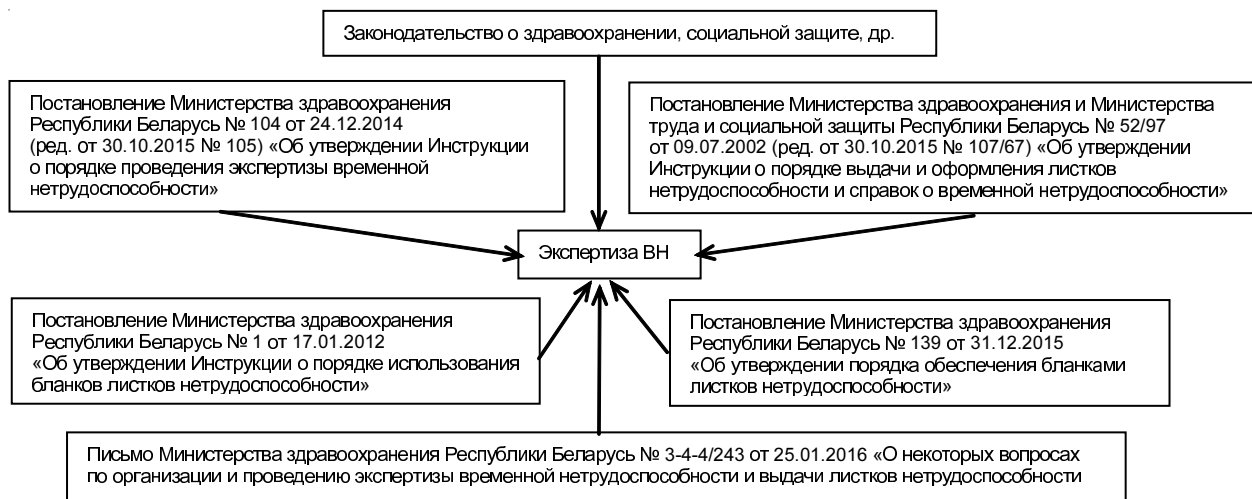 Законодательство о здравоохранении, социальной защите, др.
Постановление Министерства здравоохранения
Республики Беларусь № 104 от 24.12.2014
(ред. от 30.10.2015 № 105) «Об утверждении Инструкции
о порядке проведения экспертизы временной
нетрудоспособности»
Постановление Министерства здравоохранения и Министерства
труда и социальной защиты Республики Беларусь № 52/97
от 09.07.2002 (ред. от 30.10.2015 № 107/67) «Об утверждении
Инструкции о порядке выдачи и оформления листков
нетрудоспособности и справок о временной нетрудоспособности»
Экспертиза ВН
Постановление Министерства здравоохранения
Республики Беларусь № 1 от 17.01.2012
«Об утверждении Инструкции о порядке использования
бланков листков нетрудоспособности»
Постановление Министерства здравоохранения
Республики Беларусь № 139 от 31.12.2015
«Об утверждении порядка обеспечения бланками
листков нетрудоспособности»
Письмо Министерства здравоохранения Республики Беларусь № 3-4-4/243 от 25.01.2016 «О некоторых вопросах
по организации и проведению экспертизы временной нетрудоспособности и выдачи листков нетрудоспособности